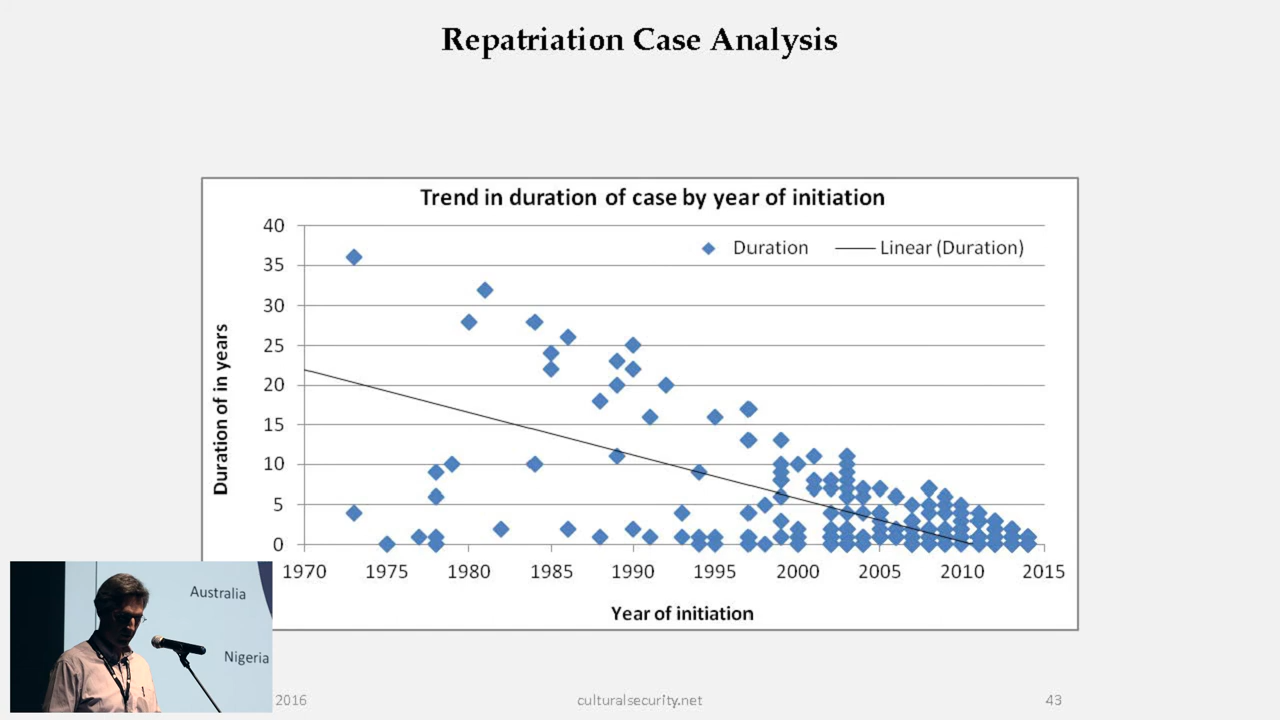 Repatriation Case Analysis
Trend in duration of case by year of initiation
Duration
Linear (Duration)
Duration of in years
40
35
30
25
20
15
10
5
0
1970 1975 1980 1985 1990 1995 2000 2005 2010 2015
Year of initiation
Australia
Nigeria
2016
culturalsecurity.net
43